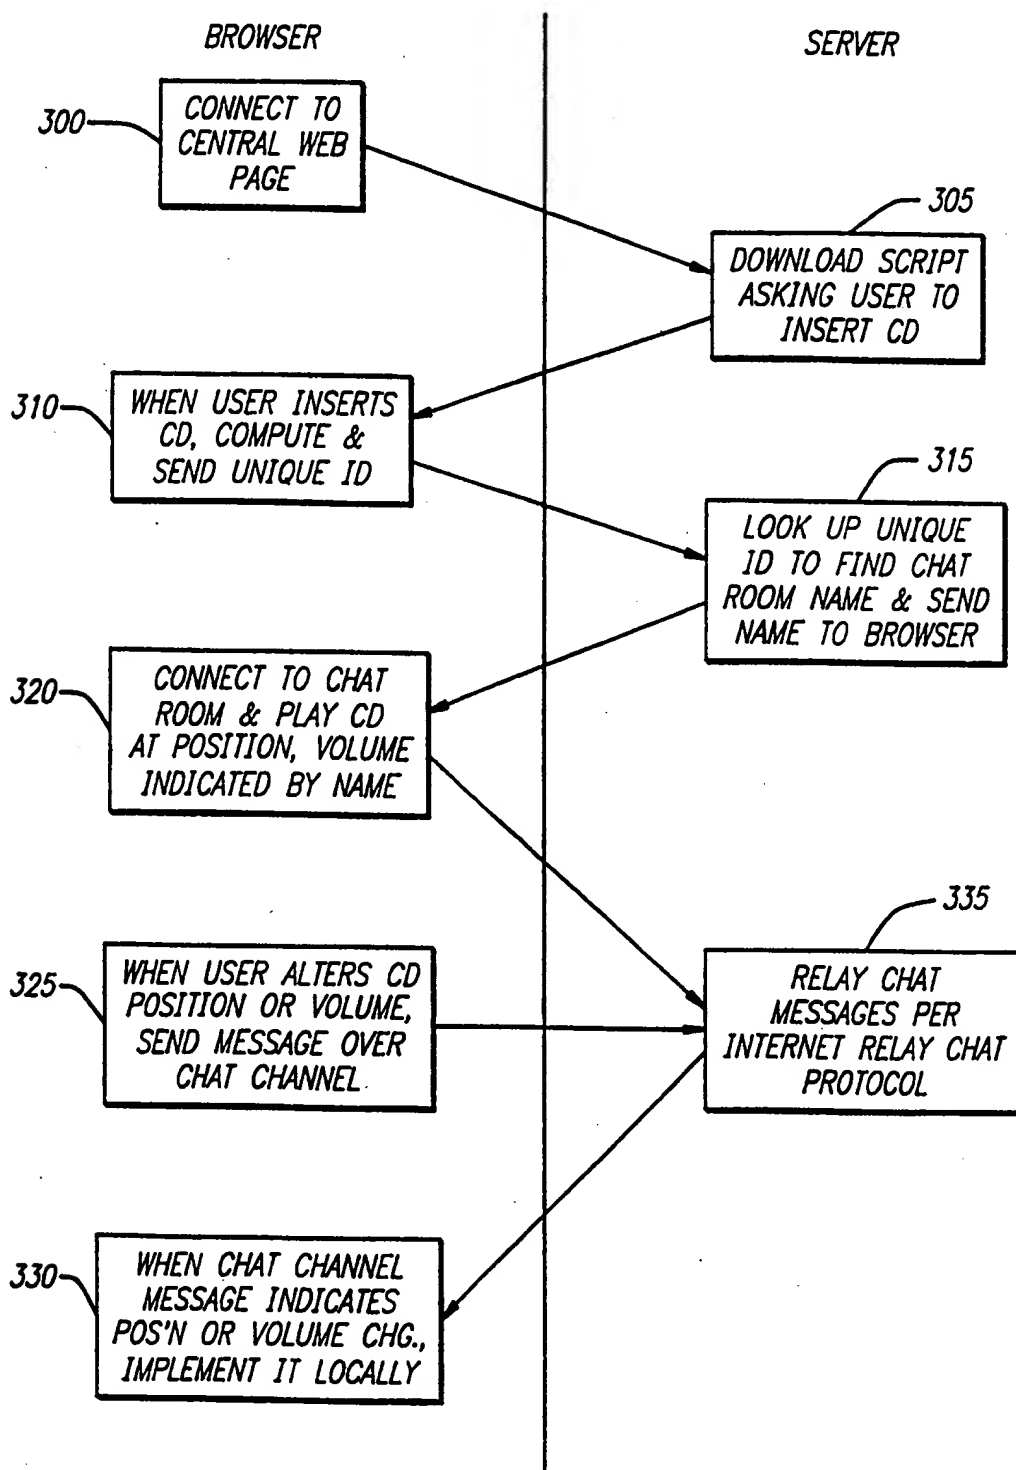 BROWSER
SERVER
300
CONNECT TO
CENTRAL WEB
PAGE
305
DOWNLOAD SCRIPT
ASKING USER TO
INSERT CD
310
WHEN USER INSERTS
CD, COMPUTE &
SEND UNIQUE ID
315
LOOK UP UNIQUE
ID TO FIND CHAT
ROOM NAME & SEND
NAME TO BROWSER
320
CONNECT TO CHAT
ROOM & PLAY CD
AT POSITION, VOLUME
INDICATED BY NAME
335
RELAY CHAT
MESSAGES PER
INTERNET RELAY CHAT
PROTOCOL
325
WHEN USER ALTERS CD
POSITION OR VOLUME,
SEND MESSAGE OVER
CHAT CHANNEL
330
WHEN CHAT CHANNEL
MESSAGE INDICATES
POS'N OR VOLUME CHG.,
IMPLEMENT IT LOCALLY